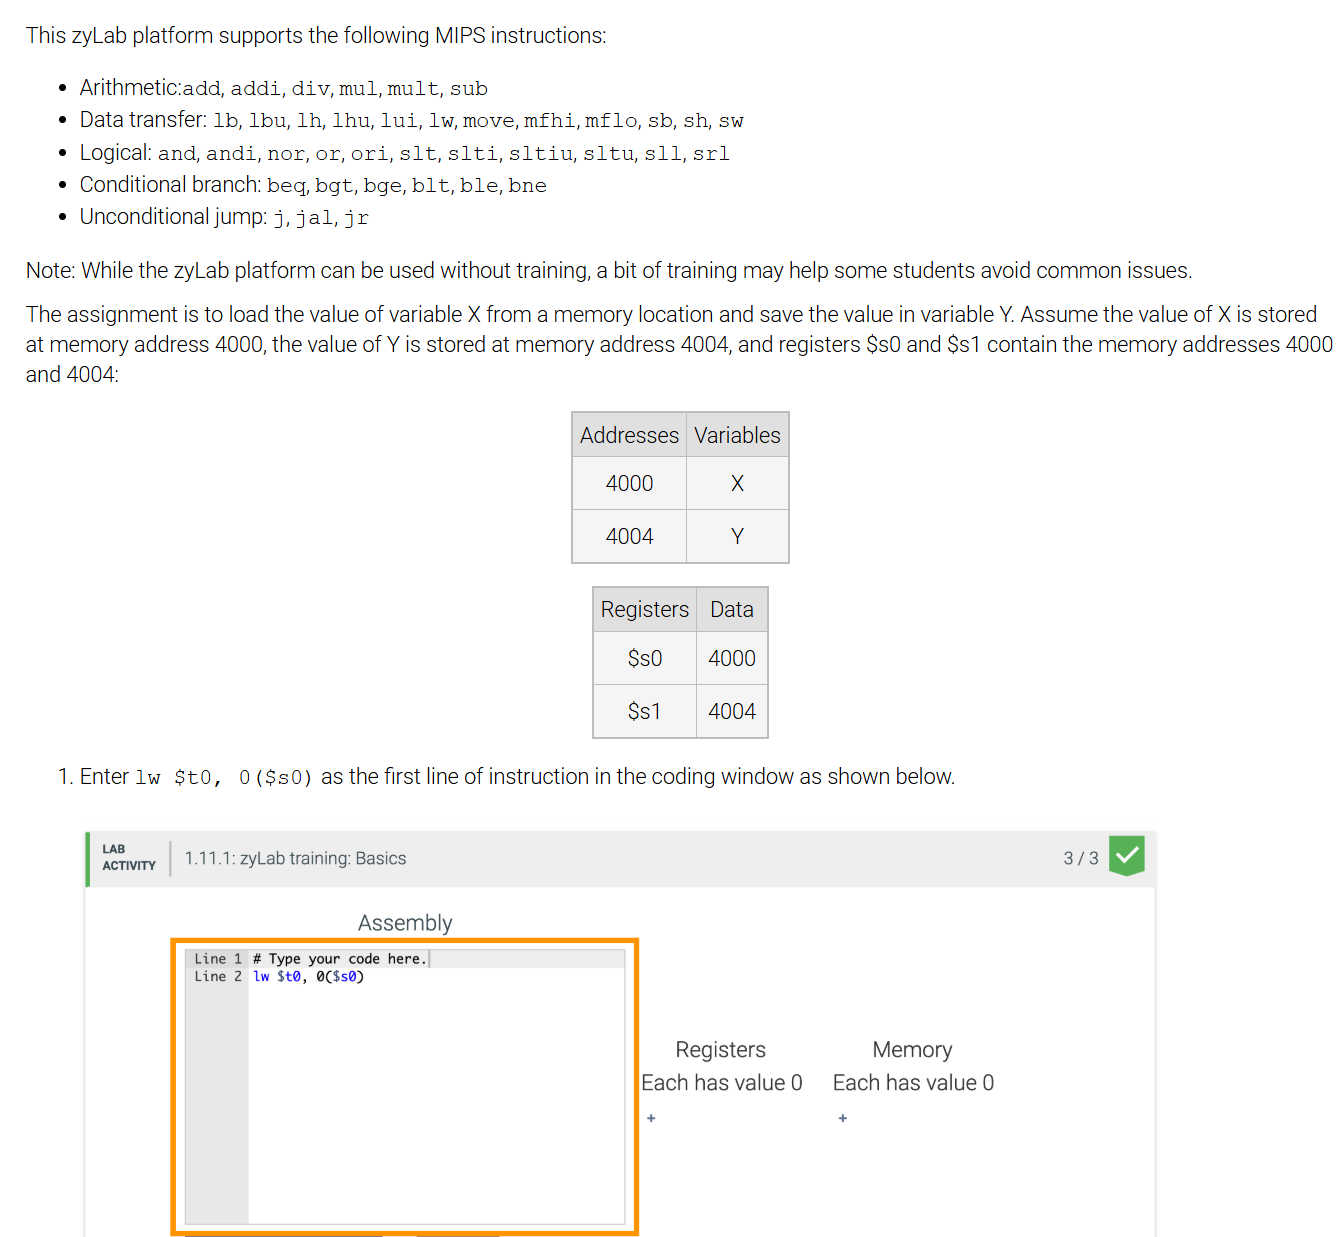 This zyLab platform supports the following MIPS instructions:
• Arithmetic:add, addi, div, mul, mult, sub
• Data transfer: lb, lbu, lh, lhu, lui, lw, move, mfhi, mflo, sb, sh, sw
• Logical: and, andi, nor, or, ori, slt, slti, sltiu, sltu, sll, srl
• Conditional branch: beq, bgt, bge, blt, ble, bne
• Unconditional jump: j, jal, jr
Note: While the zyLab platform can be used without training, a bit of training may help some students avoid common issues.
The assignment is to load the value of variable X from a memory location and save the value in variable Y. Assume the value of X is stored
at memory address 4000, the value of Y is stored at memory address 4004, and registers $s0 and $s1 contain the memory addresses 4000
and 4004:
Addresses Variables
4000 X
4004 Y
Registers Data
$s0 4000
$s1 4004
1. Enter lw $t0, 0($s0) as the first line of instruction in the coding window as shown below.
LAB
ACTIVITY
1.11.1: zyLab training: Basics
3 / 3
Assembly
Line 1 # Type your code here.
Line 2 lw $t0, 0($s0)
Registers Memory
Each has value 0 Each has value 0
+ +